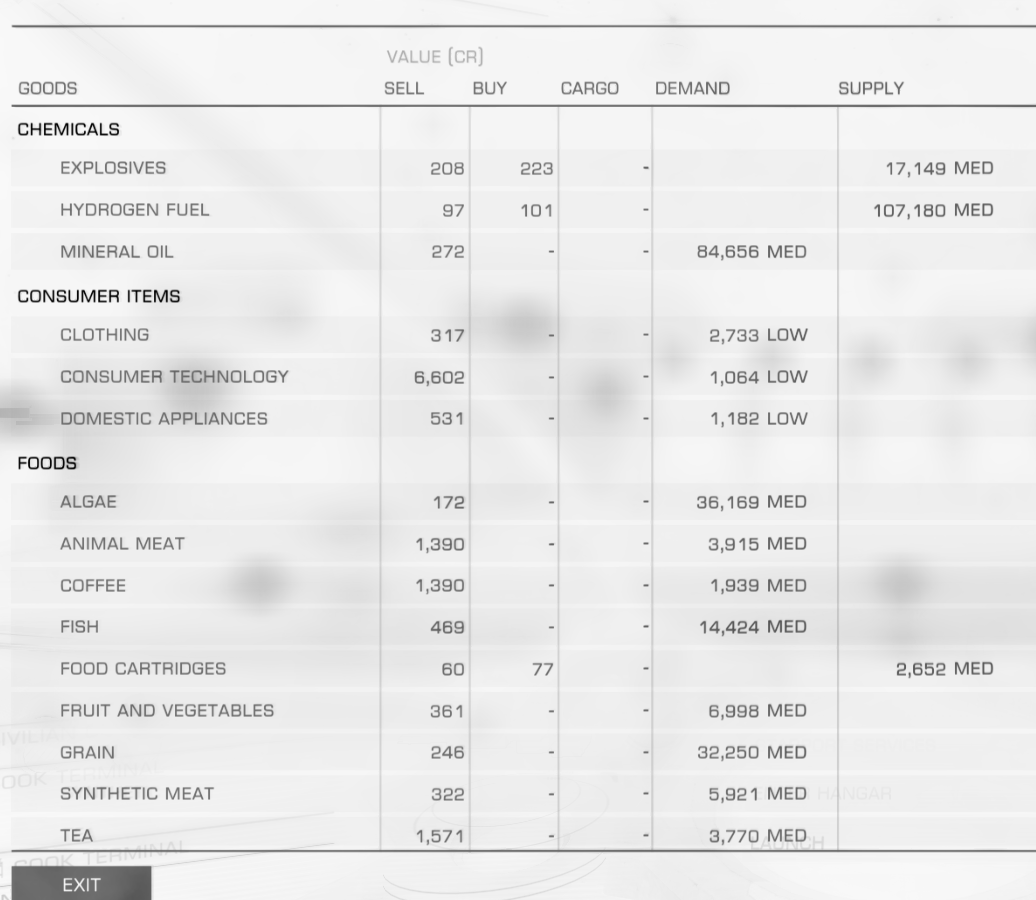 VALUE (CR)
GOODS SELL BUY CARGO DEMAND SUPPLY
CHEMICALS
EXPLOSIVES 208 223 - 17,149 MED
HYDROGEN FUEL 97 101 - 107,180 MED
MINERAL OIL 272 - - 84,656 MED
CONSUMER ITEMS
CLOTHING 317 - - 2,733 LOW
CONSUMER TECHNOLOGY 6,602 - - 1,064 LOW
DOMESTIC APPLIANCES 531 - - 1,182 LOW
FOODS
ALGAE 172 - - 36,169 MED
ANIMAL MEAT 1,390 - - 3,915 MED
COFFEE 1,390 - - 1,939 MED
FISH 469 - - 14,424 MED
FOOD CARTRIDGES 60 77 - 2,652 MED
FRUIT AND VEGETABLES 361 - - 6,998 MED
GRAIN 246 - - 32,250 MED
TERMINAL
SYNTHETIC MEAT 322 - - 5,921 MED
HANGAR
TEA 1,571 - - 3,770 MED
LAUNCH
COOK TERMINAL
EXIT